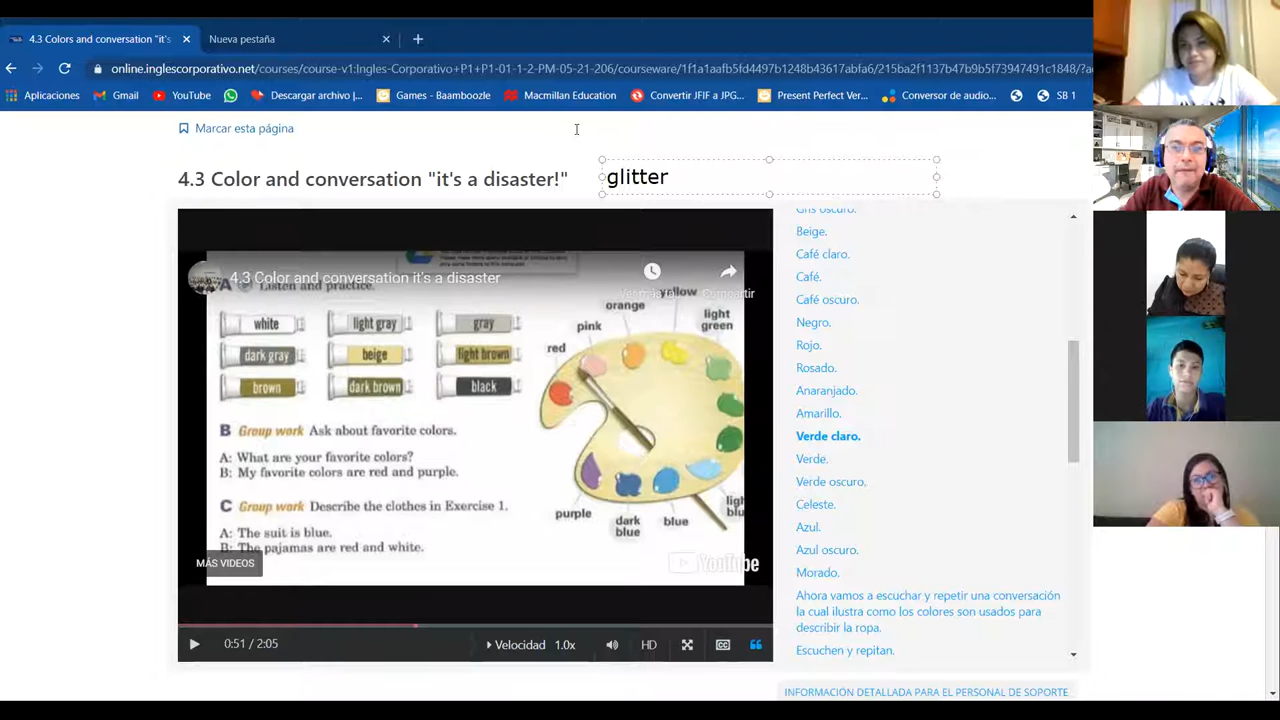 4.3 Colors and conversation "it's
Nueva pestaña
online.inglescorporativo.net/courses/course-v1:Ingles-Corporativo+P1+P1-01-1-2-PM-05-21-206/courseware/1f1a1aafb5fd4497b1248b43617abfa6/215ba2f1137b47b9b5f73947491c1848/?a
Aplicaciones
Gmail
YouTube
Descargar archivo |...
Games - Baamboozle
Macmillan Education
Convertir JFIF a JPG...
Present Perfect Ver...
Conversor de audio...
SB 1
Marcar esta página
4.3 Color and conversation "it's a disaster!"
glitter
4.3 Color and conversation it's a disaster
A Listen and practice.
Compartir
white
light gray
gray
dark gray
beige
light brown
brown
dark brown
black
red
pink
orange
yellow
light
green
purple
dark
blue
blue
B Group work Ask about favorite colors.
A: What are your favorite colors?
B: My favorite colors are red and purple.
C Group work Describe the clothes in Exercise 1.
A: The suit is blue.
B: The pajamas are red and white.
MÁS VIDEOS
YouTube
0:51 / 2:05
Velocidad 1.0x
HD
CC
Gris oscuro.
Beige.
Café claro.
Café.
Café oscuro.
Negro.
Rojo.
Rosado.
Anaranjado.
Amarillo.
Verde claro.
Verde.
Verde oscuro.
Celeste.
Azul.
Azul oscuro.
Morado.
Ahora vamos a escuchar y repetir una conversación
la cual ilustra como los colores son usados para
describir la ropa.
Escuchen y repitan.
INFORMACIÓN DETALLADA PARA EL PERSONAL DE SOPORTE